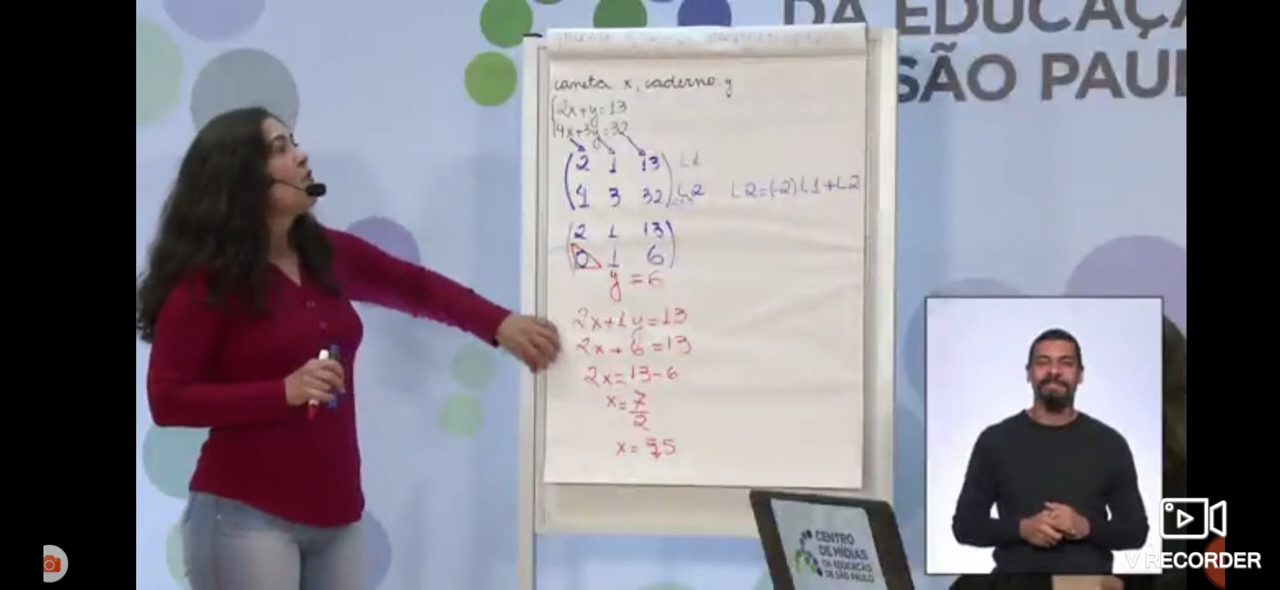 DA EDUCAÇA
SÃO PAUL
caneta x, caderno y
2x+y=13
4x+3y=32
2 1 13 L1
4 3 32 L2 L2=(-2)L1+L2
2 1 13
0 1 6
y = 6
2x+1y=13
2x+6=13
2x=13-6
x=7/2
x=3,5
CENTRO
DE MÍDIAS
DA EDUCAÇÃO
DE SÃO PAULO
V RECORDER